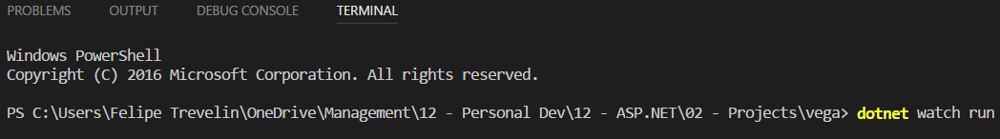 PROBLEMS OUTPUT DEBUG CONSOLE TERMINAL
Windows PowerShell
Copyright (C) 2016 Microsoft Corporation. All rights reserved.
PS C:\Users\Felipe Trevelin\OneDrive\Management\12 - Personal Dev\12 - ASP.NET\02 - Projects\vega> dotnet watch run